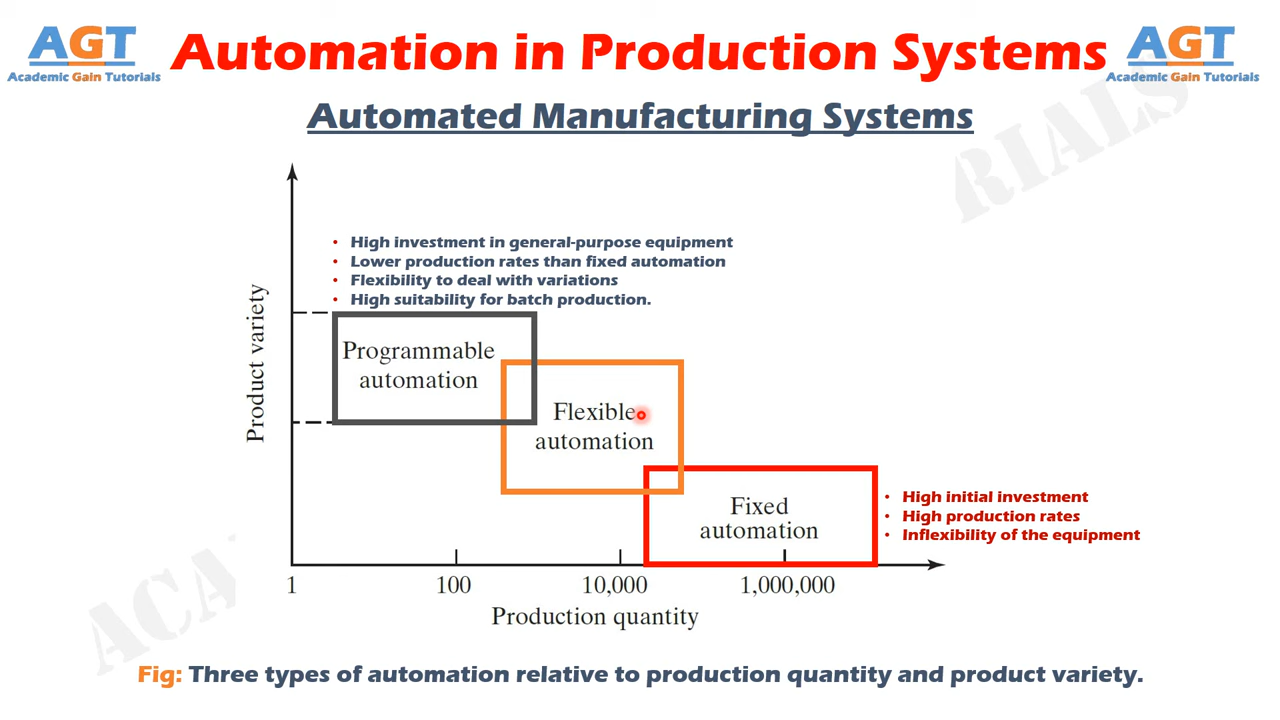 AGT
Academic Gain Tutorials
Automation in Production Systems
AGT
Academic Gain Tutorials
Automated Manufacturing Systems
RIALS
• High investment in general-purpose equipment
• Lower production rates than fixed automation
• Flexibility to deal with variations
• High suitability for batch production.
Product variety
Programmable
automation
Flexible
automation
Fixed
automation
• High initial investment
• High production rates
• Inflexibility of the equipment
ACA
1
100
10,000
1,000,000
Production quantity
Fig: Three types of automation relative to production quantity and product variety.